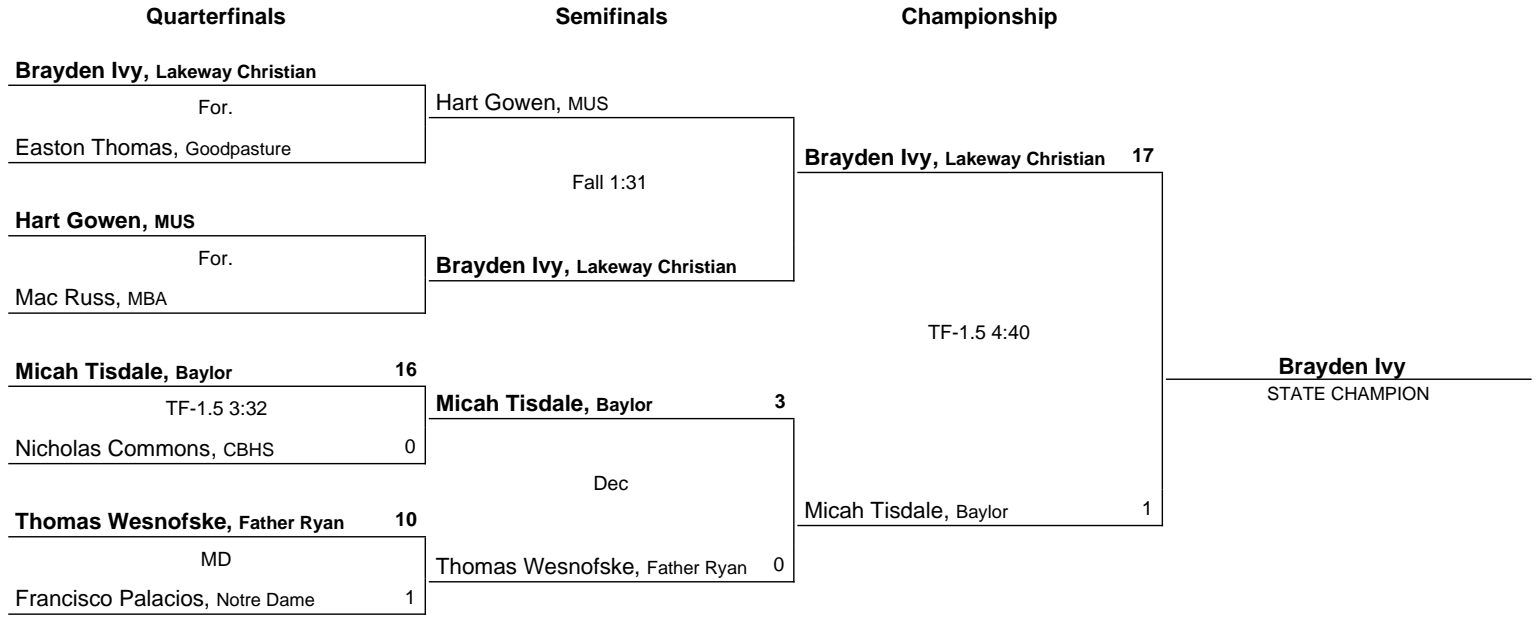 Quarterfinals Semifinals Championship
Brayden Ivy, Lakeway Christian
For.
Easton Thomas, Goodpasture
Hart Gowen, MUS
For.
Mac Russ, MBA
Micah Tisdale, Baylor 16
TF-1.5 3:32
Nicholas Commons, CBHS 0
Thomas Wesnofske, Father Ryan 10
MD
Francisco Palacios, Notre Dame 1
Hart Gowen, MUS
Fall 1:31
Brayden Ivy, Lakeway Christian
Micah Tisdale, Baylor 3
Dec
Thomas Wesnofske, Father Ryan 0
Brayden Ivy, Lakeway Christian 17
TF-1.5 4:40
Micah Tisdale, Baylor 1
Brayden Ivy
STATE CHAMPION